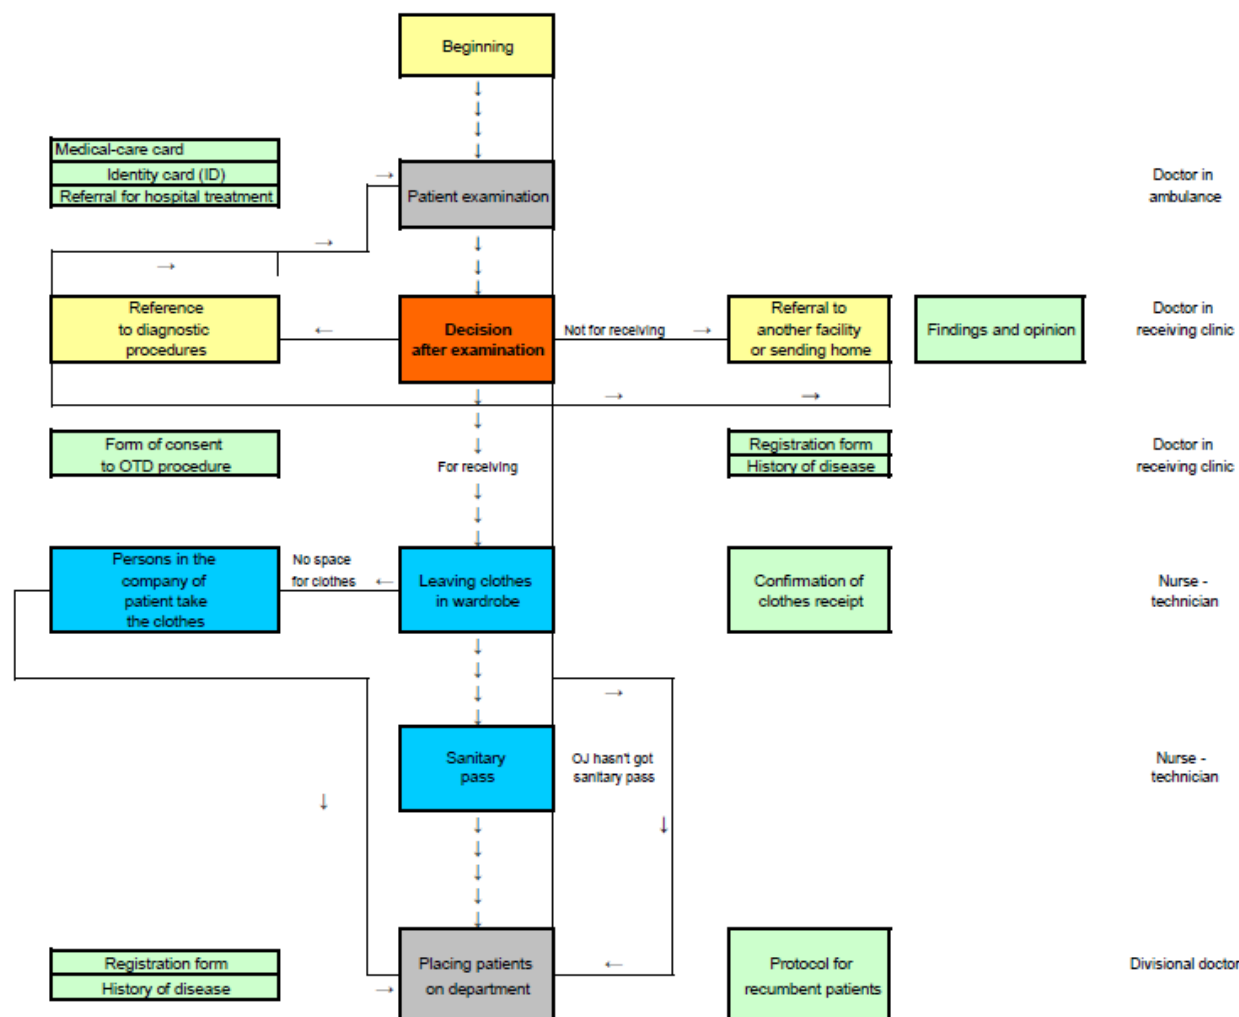 Beginning
Medical-care card
Identity card (ID)
Referral for hospital treatment
Patient examination
Doctor in
ambulance
Reference
to diagnostic
procedures
Decision
after examination
Not for receiving
Referral to
another facility
or sending home
Findings and opinion
Doctor in
receiving clinic
Form of consent
to OTD procedure
For receiving
Registration form
History of disease
Doctor in
receiving clinic
Persons in the
company of
patient take
the clothes
No space
for clothes
Leaving clothes
in wardrobe
Confirmation of
clothes receipt
Nurse -
technician
Sanitary
pass
OJ hasn't got
sanitary pass
Nurse -
technician
Registration form
History of disease
Placing patients
on department
Protocol for
recumbent patients
Divisional doctor